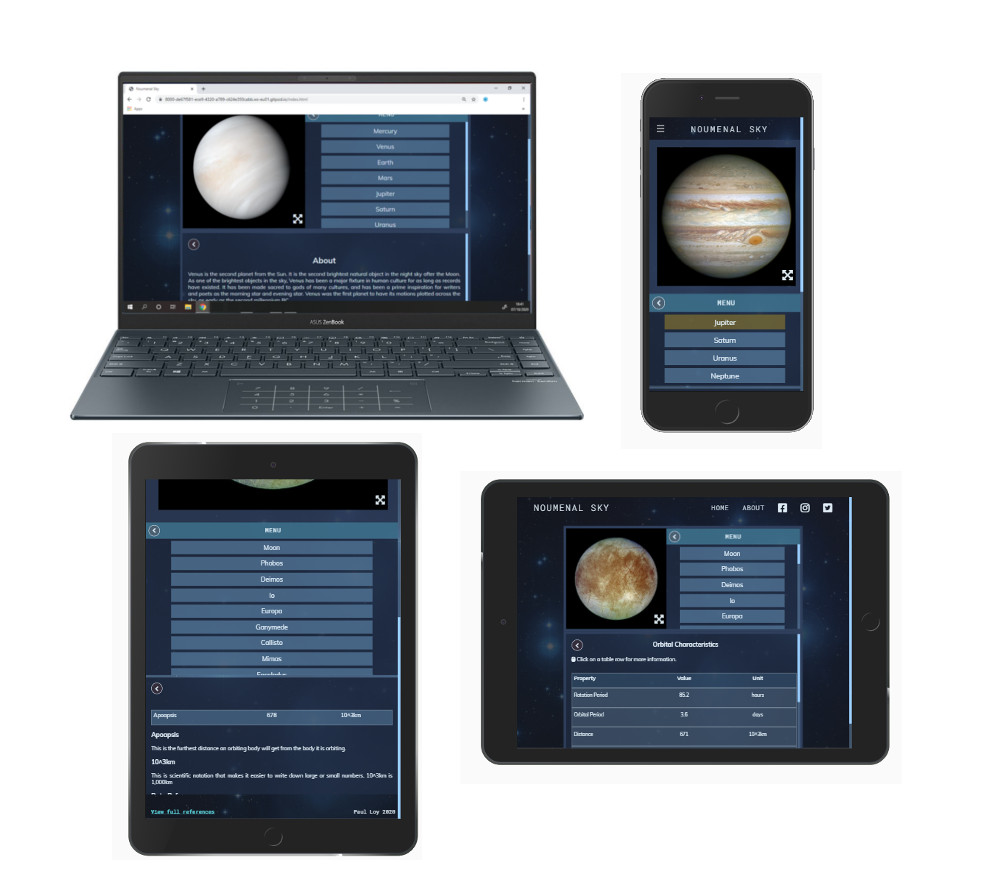 Noumenal Sky
Apps
MENU
Mercury
Venus
Earth
Mars
Jupiter
Saturn
Uranus
About
Venus is the second planet from the Sun. It is the second brightest natural object in the night sky after the Moon.
As one of the brightest objects in the sky, Venus has been a major fixture in human culture for as long as records
have existed. It has been made sacred to gods of many cultures, and has been a prime inspiration for writers
and poets as the morning star and evening star. Venus was the first planet to have its motions plotted across the
sky, as early as the second millennium BC.
ASUS ZenBook
NOUMENAL SKY
MENU
Jupiter
Saturn
Uranus
Neptune
MENU
Moon
Phobos
Deimos
Io
Europa
Ganymede
Callisto
Mimas
Enceladus
Apoapsis 678 10^3km
Apoapsis
This is the furthest distance an orbiting body will get from the body it is orbiting.
10^3km
This is scientific notation that makes it easier to write down large or small numbers. 10^3km is
1,000km
View full references Paul Loy 2020
NOUMENAL SKY HOME ABOUT
MENU
Moon
Phobos
Deimos
Io
Europa
Orbital Characteristics
Click on a table row for more information.
Property Value Unit
Rotation Period 85.2 hours
Orbital Period 3.6 days
Distance 671 10^3km